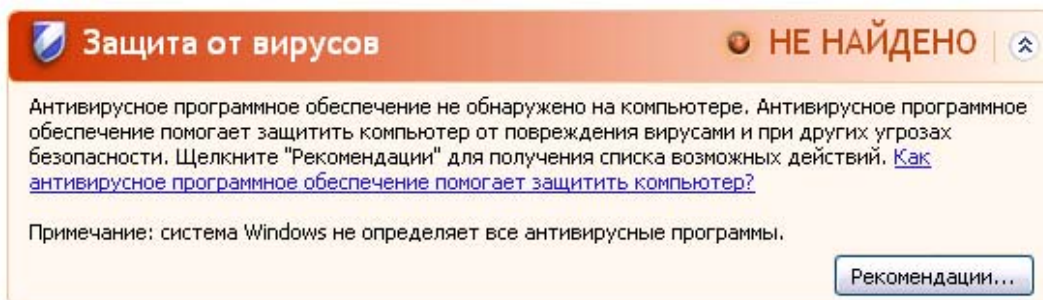 Защита от вирусов НЕ НАЙДЕНО
Антивирусное программное обеспечение не обнаружено на компьютере. Антивирусное программное
обеспечение помогает защитить компьютер от повреждения вирусами и при других угрозах
безопасности. Щелкните "Рекомендации" для получения списка возможных действий. Как
антивирусное программное обеспечение помогает защитить компьютер?
Примечание: система Windows не определяет все антивирусные программы.
Рекомендации...